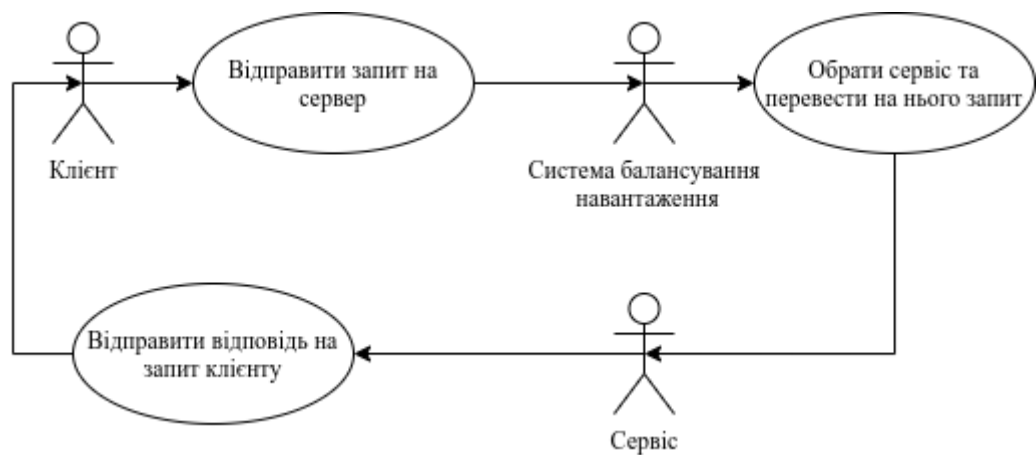 Відправити запит на
сервер
Обрати сервіс та
перевести на нього запит
Клієнт
Система балансування
навантаження
Відправити відповідь на
запит клієнту
Сервіс